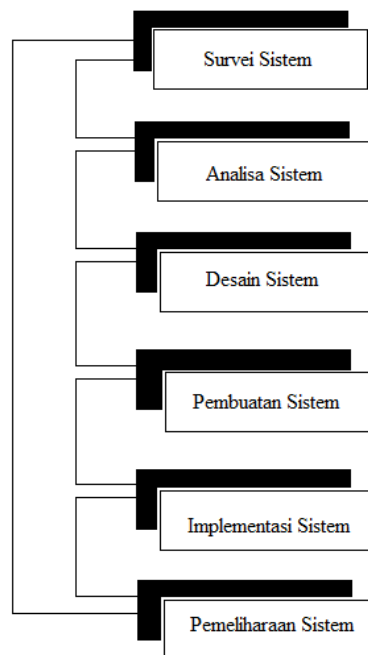 Survei Sistem
Analisa Sistem
Desain Sistem
Pembuatan Sistem
Implementasi Sistem
Pemeliharaan Sistem